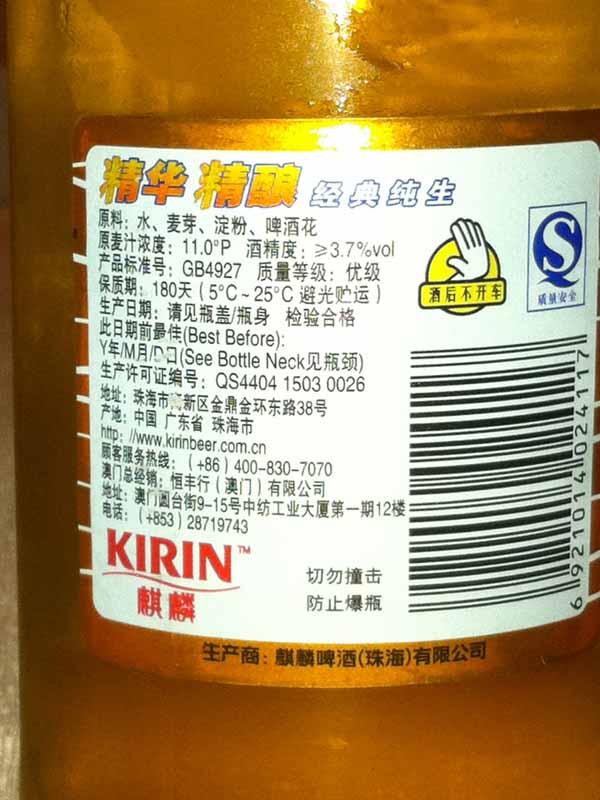 精华 精酿 经典纯生
原料: 水、麦芽、淀粉、啤酒花
原麦汁浓度: 11.0°P 酒精度: ≥3.7%vol
产品标准号: GB4927 质量等级: 优级
保质期: 180天(5°C~25°C 避光贮运)
生产日期: 请见瓶盖/瓶身 检验合格
此日期前最佳(Best Before):
Y年/M月/D日(See Bottle Neck见瓶颈)
生产许可证编号: QS4404 1503 0026
地址: 珠海市高新区金鼎金环东路38号
产地: 中国 广东省 珠海市
http: //www.kirinbeer.com.cn
顾客服务热线: (+86) 400-830-7070
澳门总经销: 恒丰行(澳门)有限公司
地址: 澳门圆台街9-15号中纺工业大厦第一期12楼
电话: (+853) 28719743
KIRIN™
麒麟
切勿撞击
防止爆瓶
酒后不开车
质量安全
6 921014 024117
生产商: 麒麟啤酒(珠海)有限公司